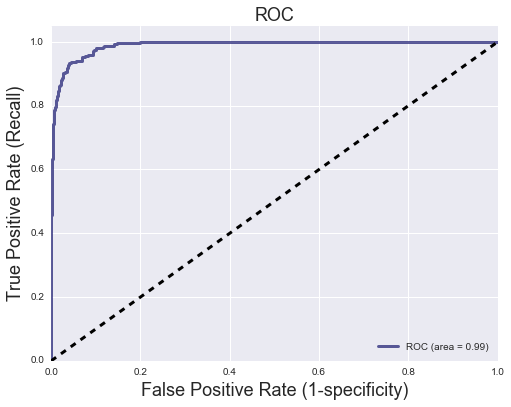 ROC
1.0
0.8
0.6
0.4
0.2
0.0
True Positive Rate (Recall)
ROC (area = 0.99)
0.0 0.2 0.4 0.6 0.8 1.0
False Positive Rate (1-specificity)